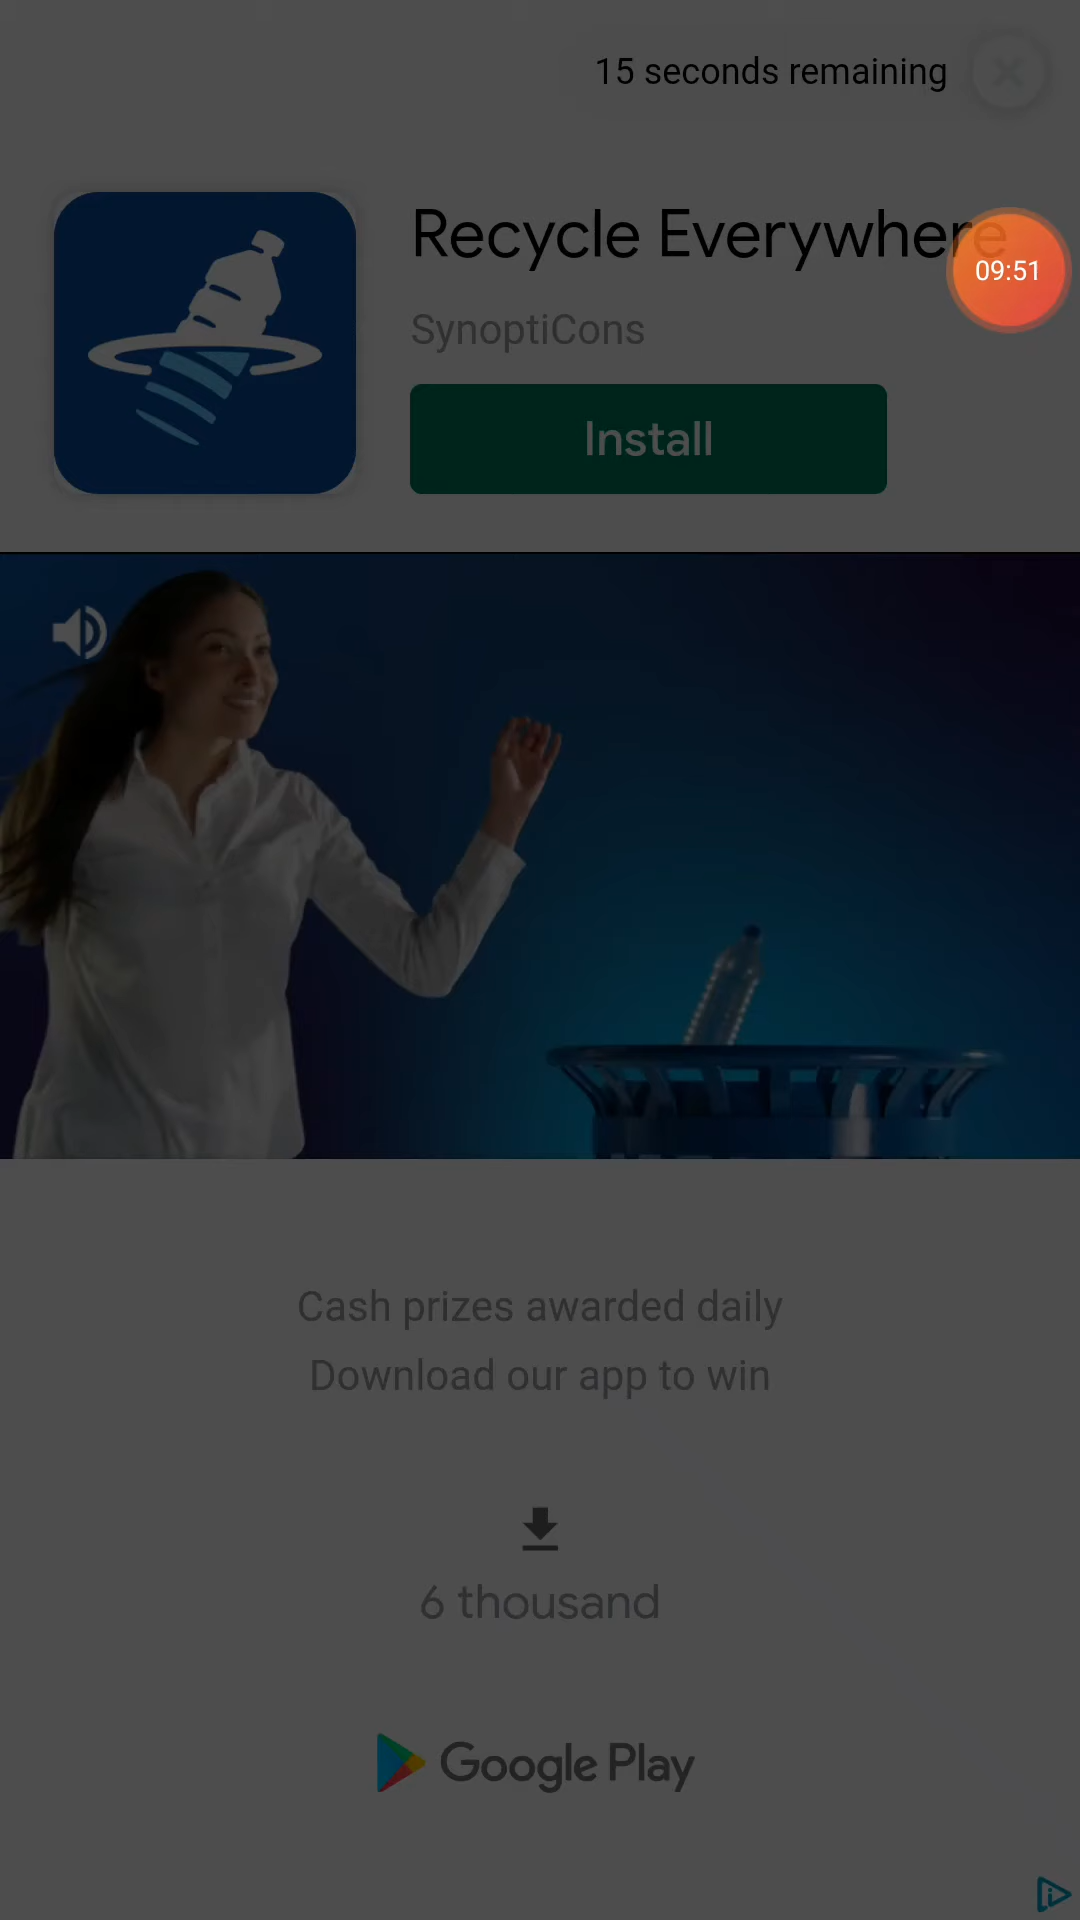 15 seconds remaining
Recycle Everywhere
09:51
SynoptiCons
Install
Cash prizes awarded daily
Download our app to win
6 thousand
Google Play